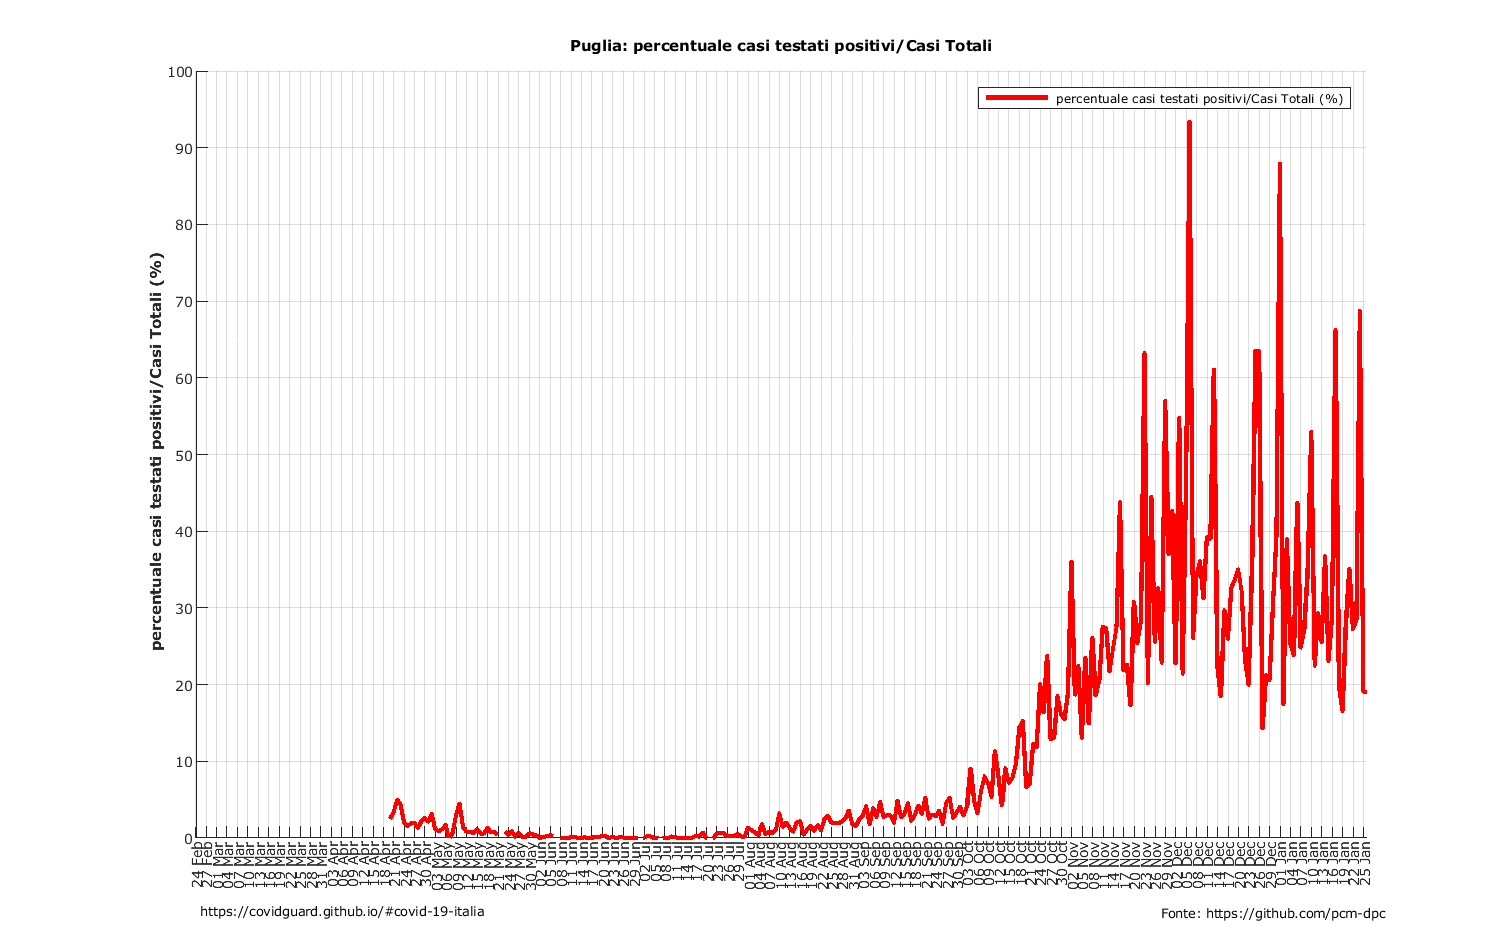 Puglia: percentuale casi testati positivi/Casi Totali
percentuale casi testati positivi/Casi Totali (%)
percentuale casi testati positivi/Casi Totali (%)
100
90
80
70
60
50
40
30
20
10
0
24 Feb
27 Feb
01 Mar
04 Mar
07 Mar
10 Mar
13 Mar
16 Mar
19 Mar
22 Mar
25 Mar
28 Mar
31 Mar
03 Apr
06 Apr
09 Apr
12 Apr
15 Apr
18 Apr
21 Apr
24 Apr
27 Apr
30 Apr
03 May
06 May
09 May
12 May
15 May
18 May
21 May
24 May
27 May
30 May
02 Jun
05 Jun
08 Jun
11 Jun
14 Jun
17 Jun
20 Jun
23 Jun
26 Jun
29 Jun
02 Jul
05 Jul
08 Jul
11 Jul
14 Jul
17 Jul
20 Jul
23 Jul
26 Jul
29 Jul
01 Aug
04 Aug
07 Aug
10 Aug
13 Aug
16 Aug
19 Aug
22 Aug
25 Aug
28 Aug
31 Aug
03 Sep
06 Sep
09 Sep
12 Sep
15 Sep
18 Sep
21 Sep
24 Sep
27 Sep
30 Sep
03 Oct
06 Oct
09 Oct
12 Oct
15 Oct
18 Oct
21 Oct
24 Oct
27 Oct
30 Oct
02 Nov
05 Nov
08 Nov
11 Nov
14 Nov
17 Nov
20 Nov
23 Nov
26 Nov
29 Nov
02 Dec
05 Dec
08 Dec
11 Dec
14 Dec
17 Dec
20 Dec
23 Dec
26 Dec
29 Dec
01 Jan
04 Jan
07 Jan
10 Jan
13 Jan
16 Jan
19 Jan
22 Jan
25 Jan
https://covidguard.github.io/#covid-19-italia
Fonte: https://github.com/pcm-dpc